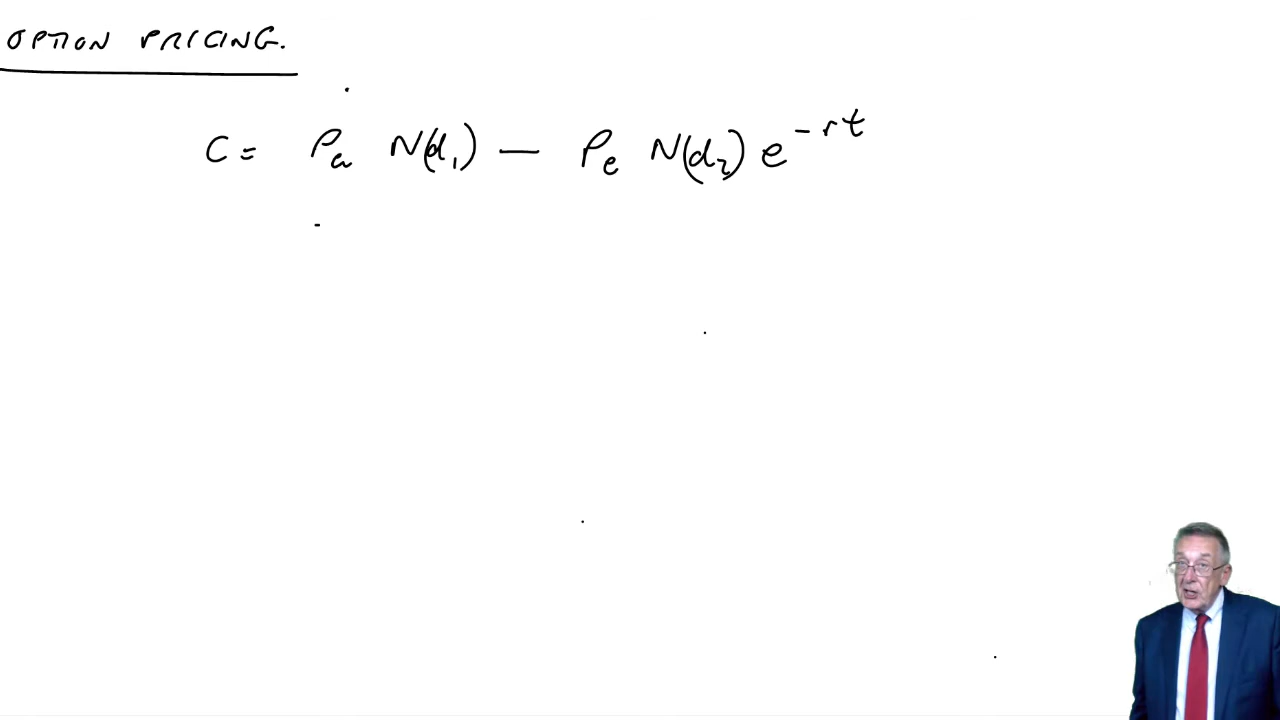 OPTION PRICING.
C = Pa N(d₁) — Pe N(d₂) e^{-rt}